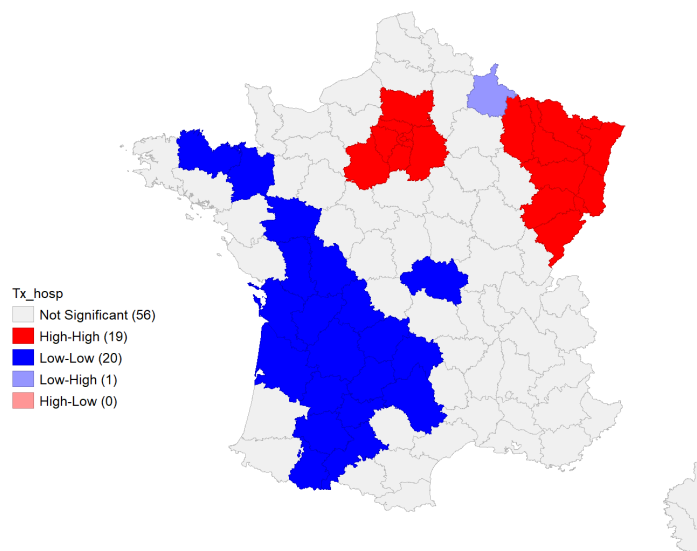 Tx_hosp
Not Significant (56)
High-High (19)
Low-Low (20)
Low-High (1)
High-Low (0)